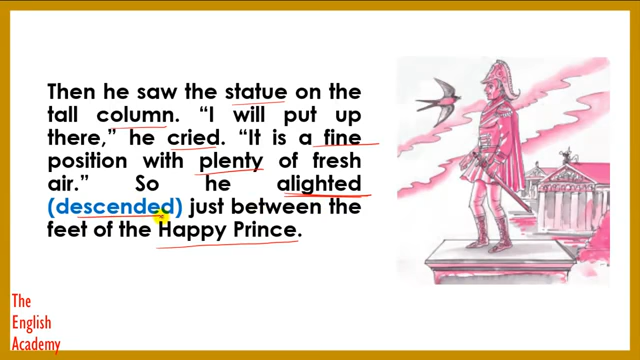 Then he saw the statue on the
tall column. “I will put up
there,” he cried. “It is a fine
position with plenty of fresh
air.” So he alighted
(descended) just between the
feet of the Happy Prince.
The
English
Academy